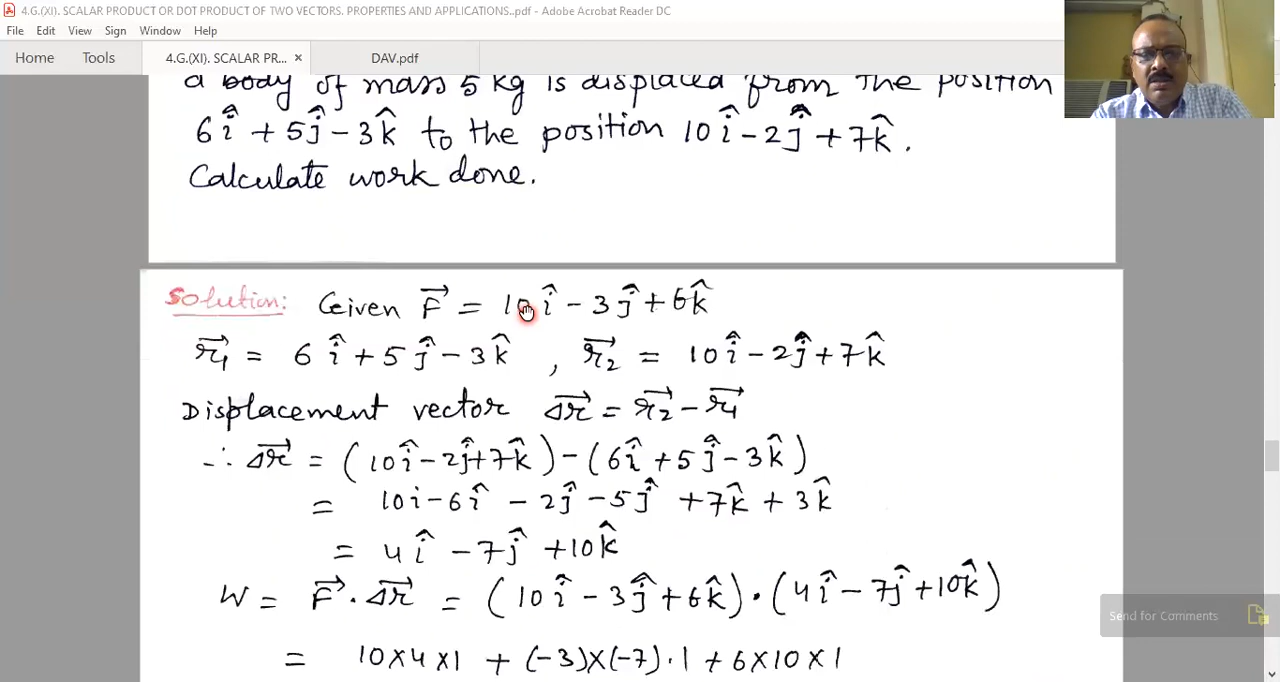 4.G.(XI). SCALAR PRODUCT OR DOT PRODUCT OF TWO VECTORS. PROPERTIES AND APPLICATIONS..pdf - Adobe Acrobat Reader DC
File Edit View Sign Window Help
Home Tools 4.G.(XI). SCALAR PR... × DAV.pdf
a body of mass 5 kg is displaced from the position
6î + 5ĵ - 3k̂ to the position 10î - 2ĵ + 7k̂.
Calculate work done.
Solution: Given F⃗ = 10î - 3ĵ + 6k̂
r⃗₁ = 6î + 5ĵ - 3k̂ , r⃗₂ = 10î - 2ĵ + 7k̂
Displacement vector Δr⃗ = r⃗₂ - r⃗₁
∴ Δr⃗ = (10î - 2ĵ + 7k̂) - (6î + 5ĵ - 3k̂)
= 10i - 6î - 2ĵ - 5ĵ + 7k̂ + 3k̂
= 4î - 7ĵ + 10k̂
W = F⃗ . Δr⃗ = (10î - 3ĵ + 6k̂) • (4î - 7ĵ + 10k̂)
= 10×4×1 + (-3)×(-7).1 + 6×10×1
Send for Comments